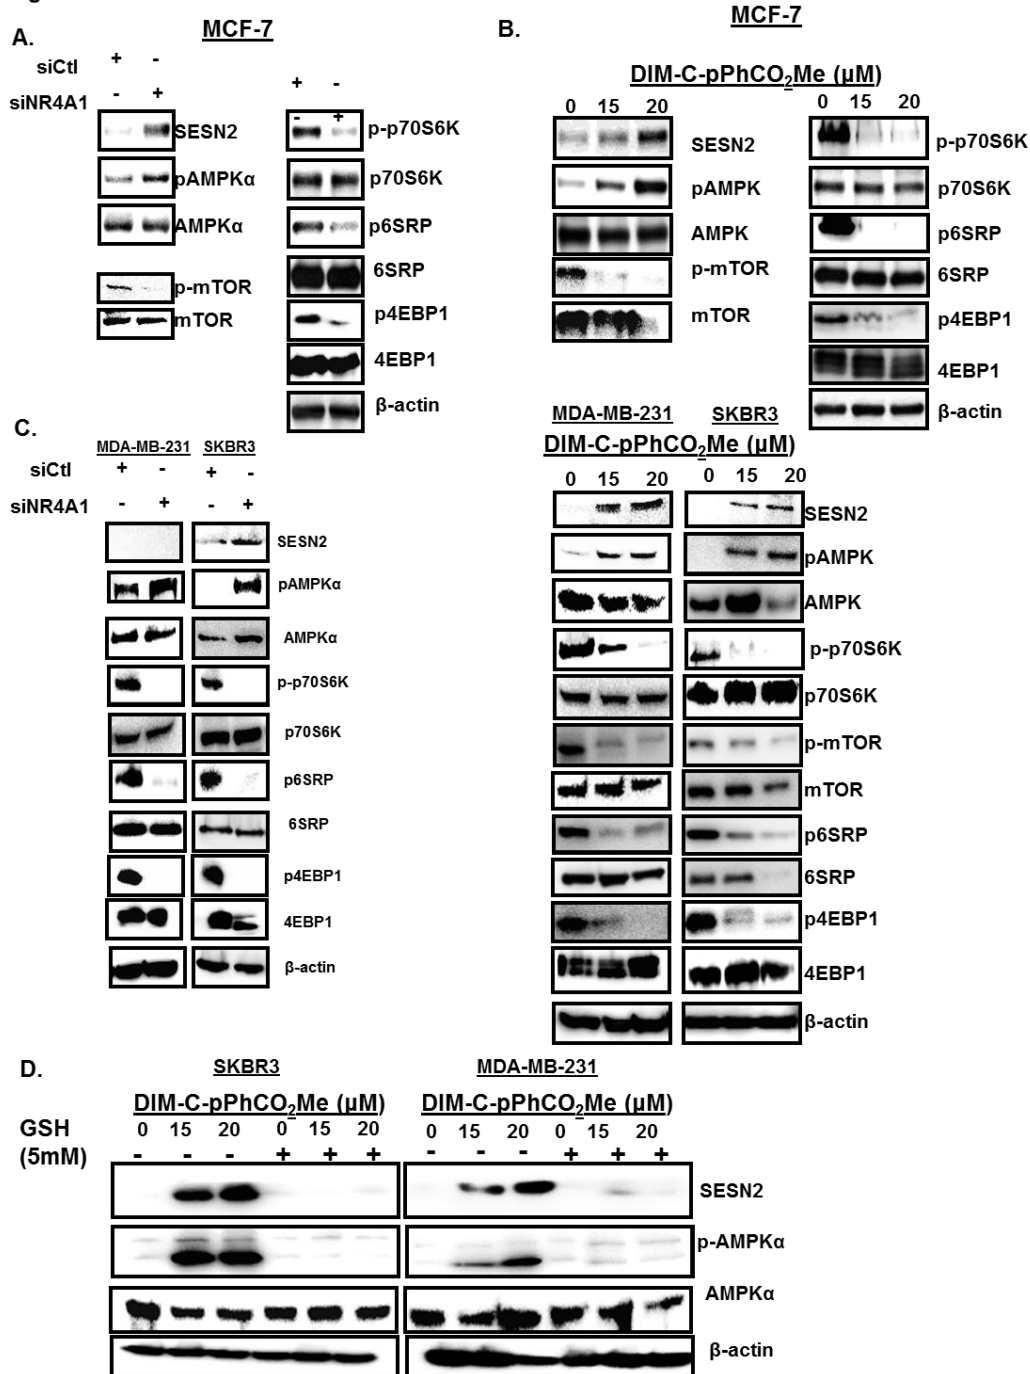 A.
MCF-7
siCtl + -
siNR4A1 - +
SESN2
pAMPKα
AMPKα
p-mTOR
mTOR
+ -
- +
p-p70S6K
p70S6K
p6SRP
6SRP
p4EBP1
4EBP1
β-actin
B.
MCF-7
DIM-C-pPhCO2Me (µM)
0 15 20
SESN2
pAMPK
AMPK
p-mTOR
mTOR
0 15 20
p-p70S6K
p70S6K
p6SRP
6SRP
p4EBP1
4EBP1
β-actin
C.
MDA-MB-231 SKBR3
siCtl + - + -
siNR4A1 - + - +
SESN2
pAMPKα
AMPKα
p-p70S6K
p70S6K
p6SRP
6SRP
p4EBP1
4EBP1
β-actin
MDA-MB-231 SKBR3
DIM-C-pPhCO2Me (µM)
0 15 20 0 15 20
SESN2
pAMPK
AMPK
p-p70S6K
p70S6K
p-mTOR
mTOR
p6SRP
6SRP
p4EBP1
4EBP1
β-actin
D.
SKBR3 MDA-MB-231
DIM-C-pPhCO2Me (µM) DIM-C-pPhCO2Me (µM)
GSH 0 15 20 0 15 20 0 15 20 0 15 20
(5mM) - - - + + + - - - + + +
SESN2
p-AMPKα
AMPKα
β-actin